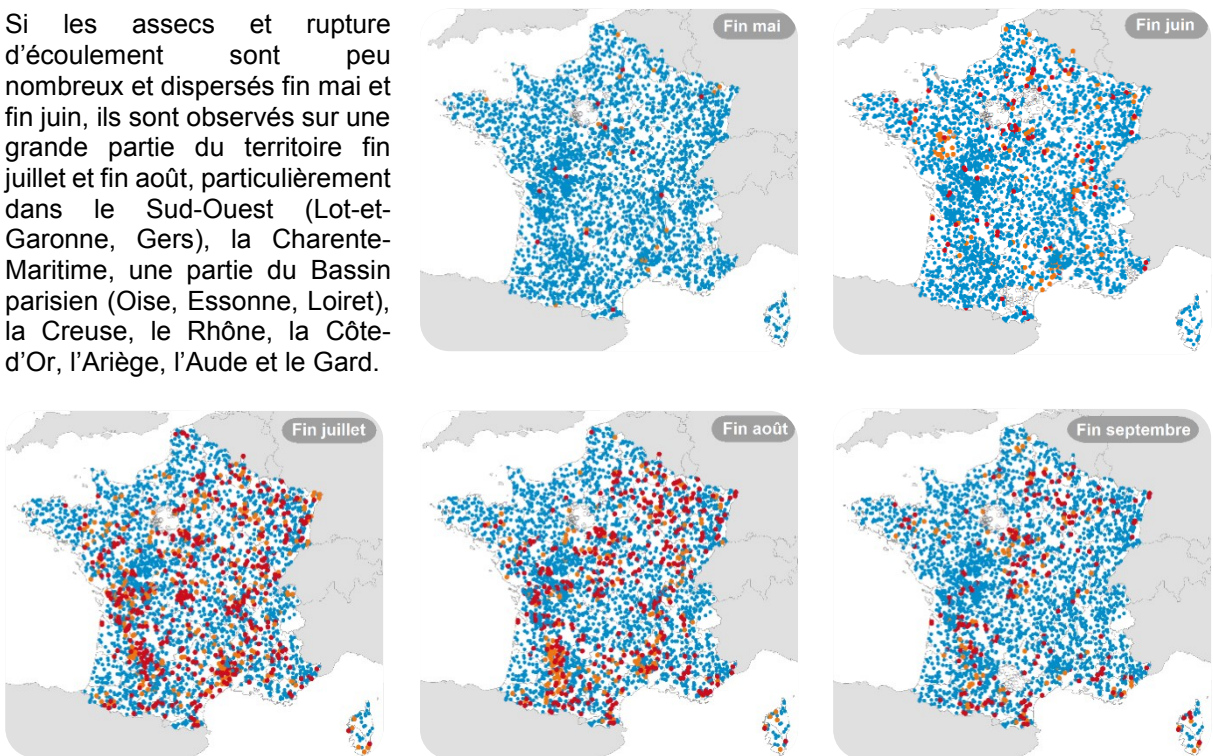 Si les assecs et rupture
d’écoulement sont peu
nombreux et dispersés fin mai et
fin juin, ils sont observés sur une
grande partie du territoire fin
juillet et fin août, particulièrement
dans le Sud-Ouest (Lot-et-
Garonne, Gers), la Charente-
Maritime, une partie du Bassin
parisien (Oise, Essonne, Loiret),
la Creuse, le Rhône, la Côte-
d’Or, l’Ariège, l’Aude et le Gard.
Fin mai
Fin juin
Fin juillet
Fin août
Fin septembre